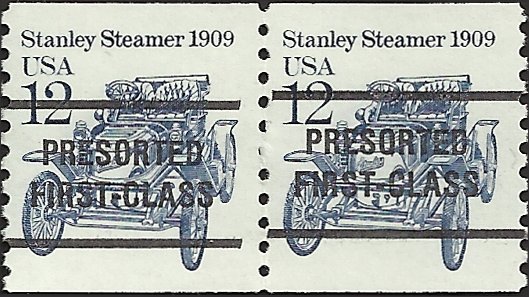 Stanley Steamer 1909
USA
12
PRESORTED
FIRST-CLASS
Stanley Steamer 1909
USA
12
PRESORTED
FIRST-CLASS